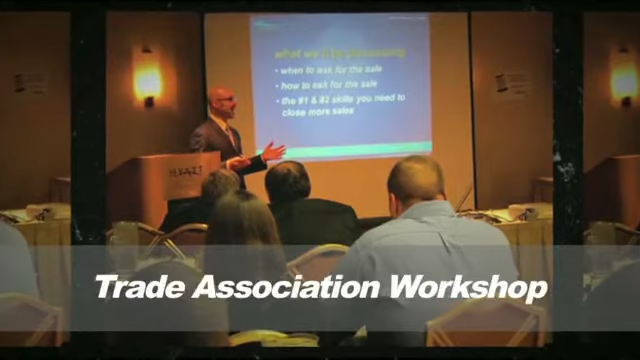 what we'll be discussing
• when to ask for the sale
• how to ask for the sale
• the #1 & #2 skills you need to
close more sales
HYATT
Trade Association Workshop